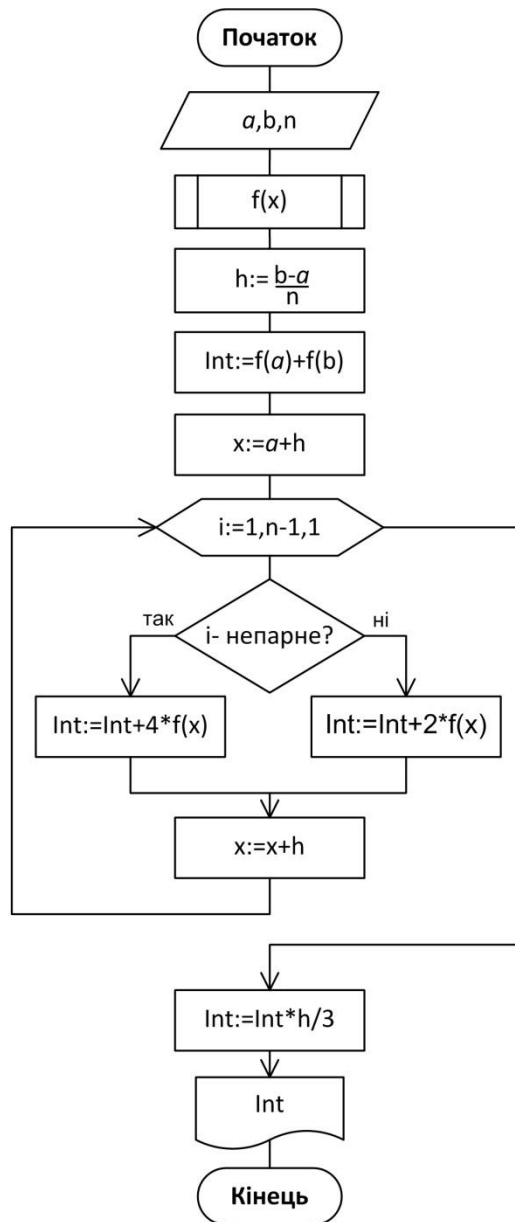 Початок
a,b,n
f(x)
h:= b-a
n
Int:=f(a)+f(b)
x:=a+h
i:=1,n-1,1
так
i- непарне?
ні
Int:=Int+4*f(x)
Int:=Int+2*f(x)
x:=x+h
Int:=Int*h/3
Int
Кінець